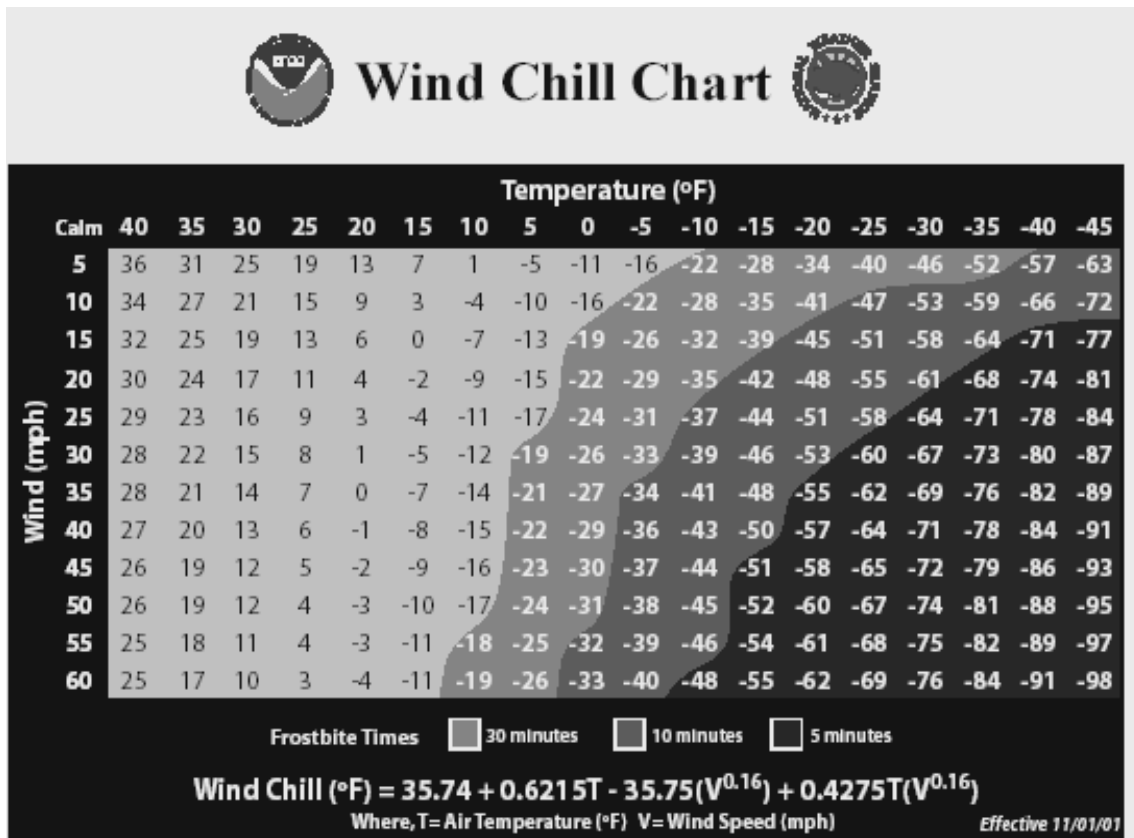 Wind Chill Chart
Temperature (ºF)
Calm 40 35 30 25 20 15 10 5 0 -5 -10 -15 -20 -25 -30 -35 -40 -45
Wind (mph)
5 36 31 25 19 13 7 1 -5 -11 -16 -22 -28 -34 -40 -46 -52 -57 -63
10 34 27 21 15 9 3 -4 -10 -16 -22 -28 -35 -41 -47 -53 -59 -66 -72
15 32 25 19 13 6 0 -7 -13 -19 -26 -32 -39 -45 -51 -58 -64 -71 -77
20 30 24 17 11 4 -2 -9 -15 -22 -29 -35 -42 -48 -55 -61 -68 -74 -81
25 29 23 16 9 3 -4 -11 -17 -24 -31 -37 -44 -51 -58 -64 -71 -78 -84
30 28 22 15 8 1 -5 -12 -19 -26 -33 -39 -46 -53 -60 -67 -73 -80 -87
35 28 21 14 7 0 -7 -14 -21 -27 -34 -41 -48 -55 -62 -69 -76 -82 -89
40 27 20 13 6 -1 -8 -15 -22 -29 -36 -43 -50 -57 -64 -71 -78 -84 -91
45 26 19 12 5 -2 -9 -16 -23 -30 -37 -44 -51 -58 -65 -72 -79 -86 -93
50 26 19 12 4 -3 -10 -17 -24 -31 -38 -45 -52 -60 -67 -74 -81 -88 -95
55 25 18 11 4 -3 -11 -18 -25 -32 -39 -46 -54 -61 -68 -75 -82 -89 -97
60 25 17 10 3 -4 -11 -19 -26 -33 -40 -48 -55 -62 -69 -76 -84 -91 -98
Frostbite Times 30 minutes 10 minutes 5 minutes
Wind Chill (ºF) = 35.74 + 0.6215T - 35.75(V^0.16) + 0.4275T(V^0.16)
Where, T= Air Temperature (ºF) V= Wind Speed (mph) Effective 11/01/01